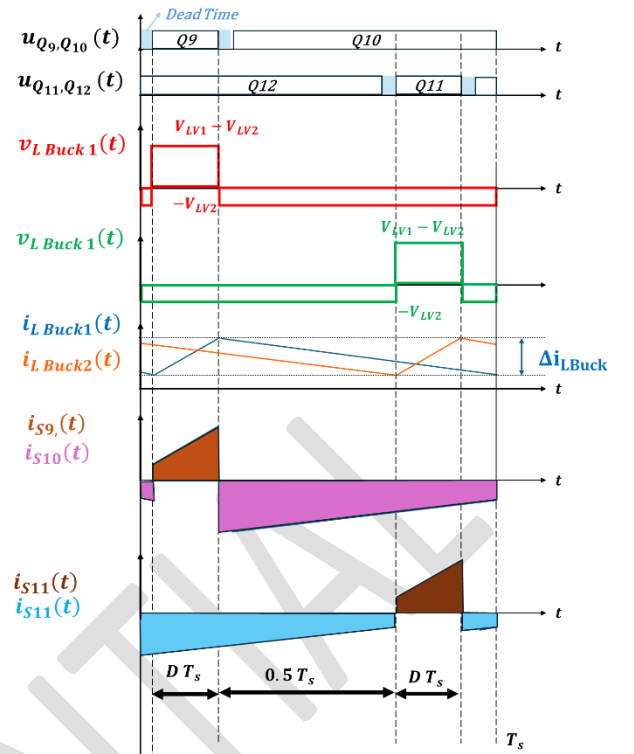 Dead Time
u_{Q9,Q10}(t)
Q9
Q10
t
u_{Q11,Q12}(t)
Q12
Q11
t
V_{LV1} − V_{LV2}
v_{L Buck 1}(t)
−V_{LV2}
V_{LV1} − V_{LV2}
v_{L Buck 1}(t)
−V_{LV2}
i_{L Buck1}(t)
i_{L Buck2}(t)
Δi_{LBuck}
t
i_{S9,}(t)
i_{S10}(t)
t
i_{S11}(t)
i_{S11}(t)
t
D T_s
0.5 T_s
D T_s
T_s
NTIAL